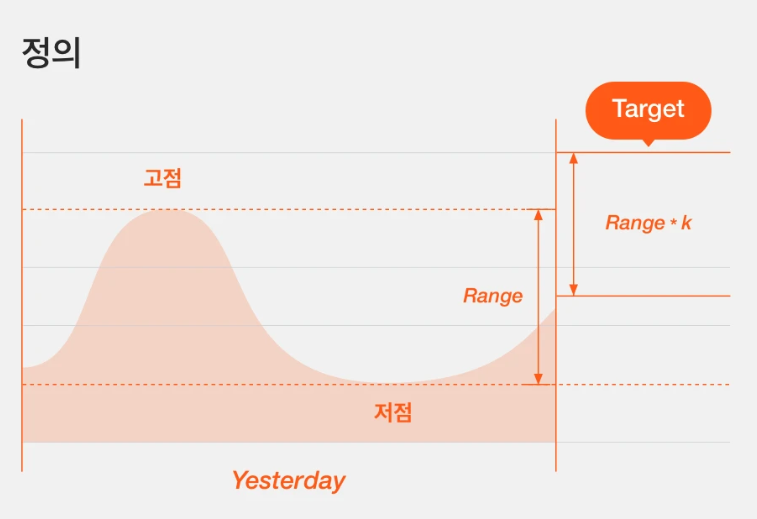 정의
Target
고점
Range * k
Range
저점
Yesterday